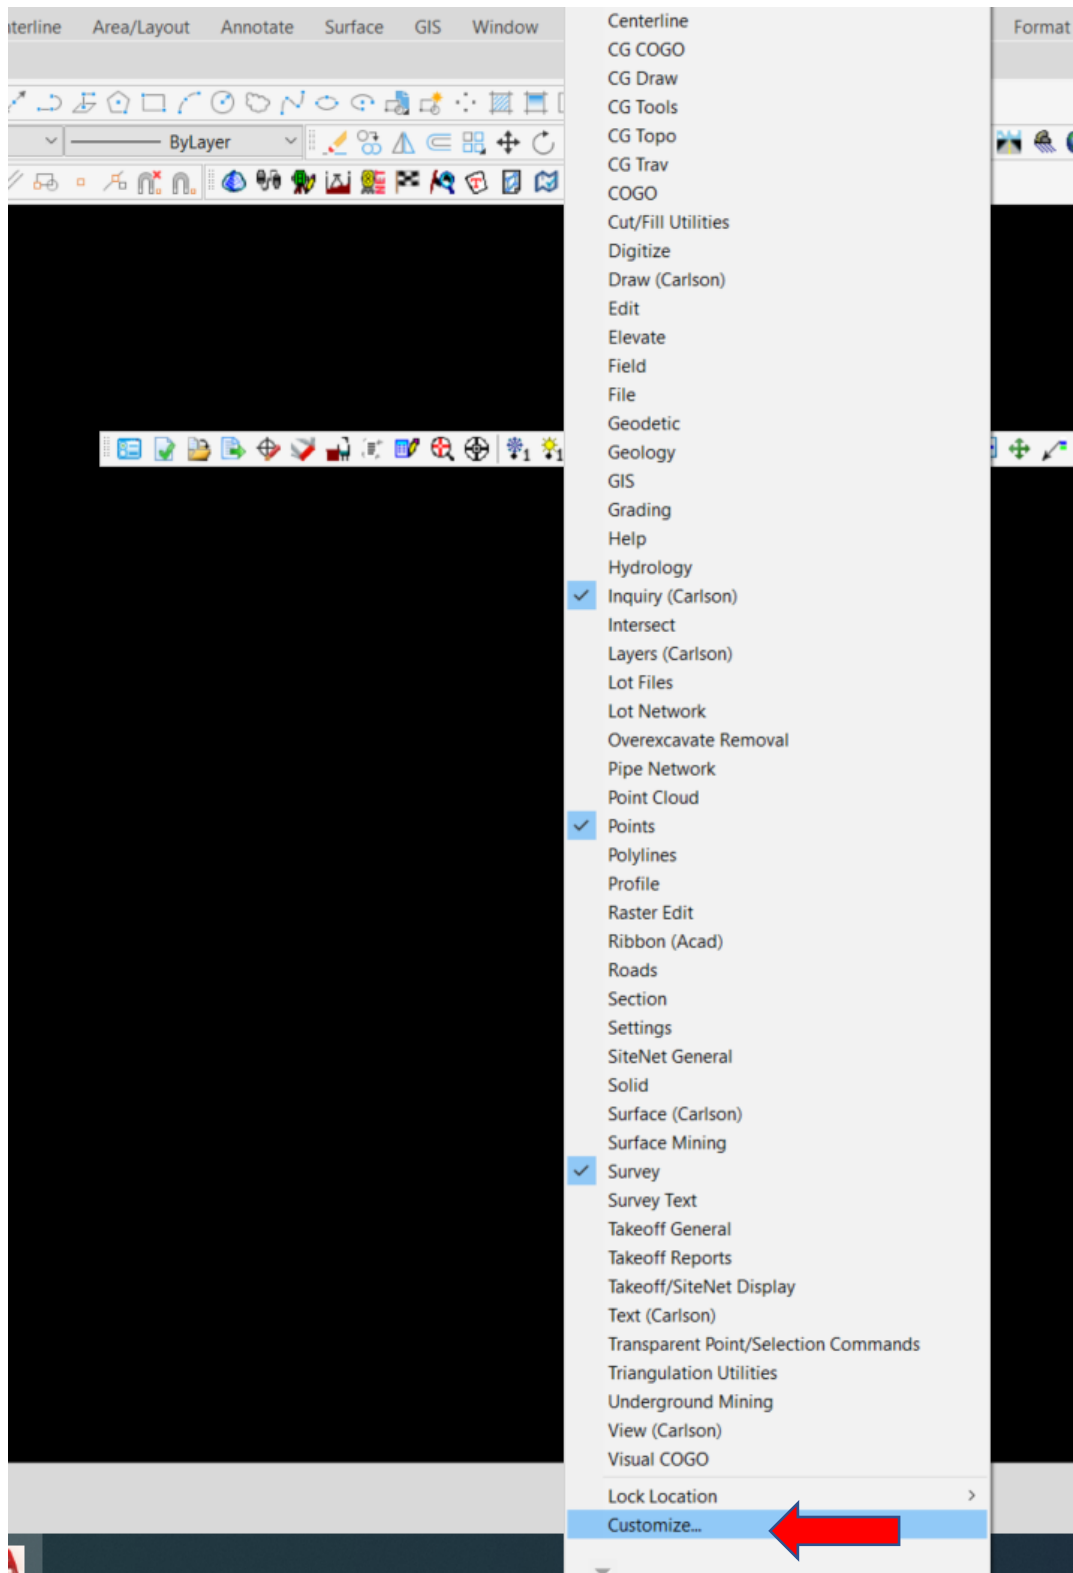 Area/Layout Annotate Surface GIS Window
Format
ByLayer
1
1
Centerline
CG COGO
CG Draw
CG Tools
CG Topo
CG Trav
COGO
Cut/Fill Utilities
Digitize
Draw (Carlson)
Edit
Elevate
Field
File
Geodetic
Geology
GIS
Grading
Help
Hydrology
Inquiry (Carlson)
Intersect
Layers (Carlson)
Lot Files
Lot Network
Overexcavate Removal
Pipe Network
Point Cloud
Points
Polylines
Profile
Raster Edit
Ribbon (Acad)
Roads
Section
Settings
SiteNet General
Solid
Surface (Carlson)
Surface Mining
Survey
Survey Text
Takeoff General
Takeoff Reports
Takeoff/SiteNet Display
Text (Carlson)
Transparent Point/Selection Commands
Triangulation Utilities
Underground Mining
View (Carlson)
Visual COGO
Lock Location
Customize...